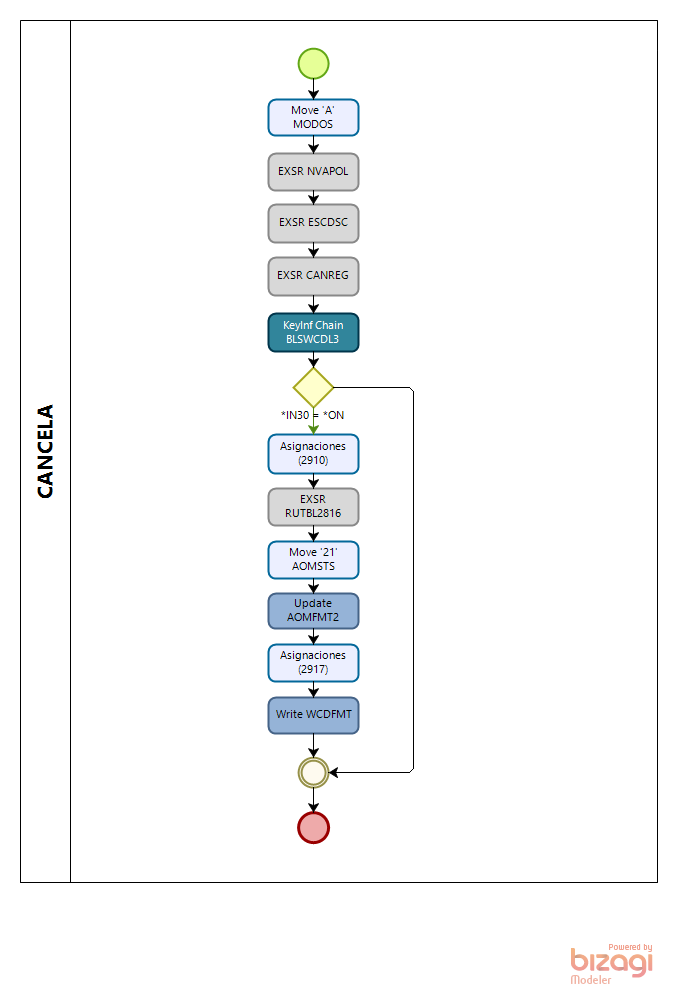 CANCELA
Move 'A'
MODOS
EXSR NVAPOL
EXSR ESCDSC
EXSR CANREG
KeyInf Chain
BLSWCDL3
*IN30 = *ON
Asignaciones
(2910)
EXSR
RUTBL2816
Move '21'
AOMSTS
Update
AOMFMT2
Asignaciones
(2917)
Write WCDFMT
Powered by
bizagi
Modeler